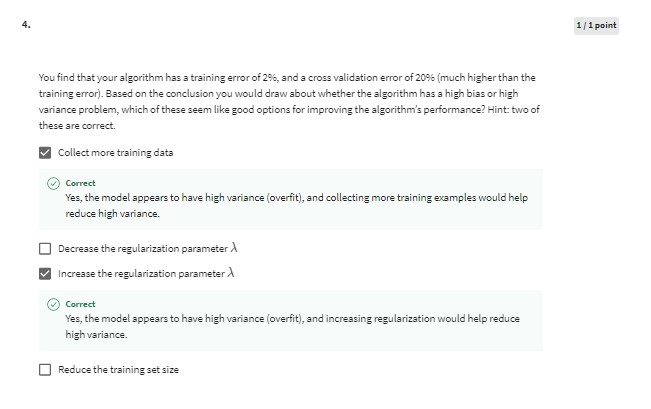 4.
1 / 1 point
You find that your algorithm has a training error of 2%, and a cross validation error of 20% (much higher than the
training error). Based on the conclusion you would draw about whether the algorithm has a high bias or high
variance problem, which of these seem like good options for improving the algorithm's performance? Hint: two of
these are correct.
Collect more training data
Correct
Yes, the model appears to have high variance (overfit), and collecting more training examples would help
reduce high variance.
Decrease the regularization parameter λ
Increase the regularization parameter λ
Correct
Yes, the model appears to have high variance (overfit), and increasing regularization would help reduce
high variance.
Reduce the training set size